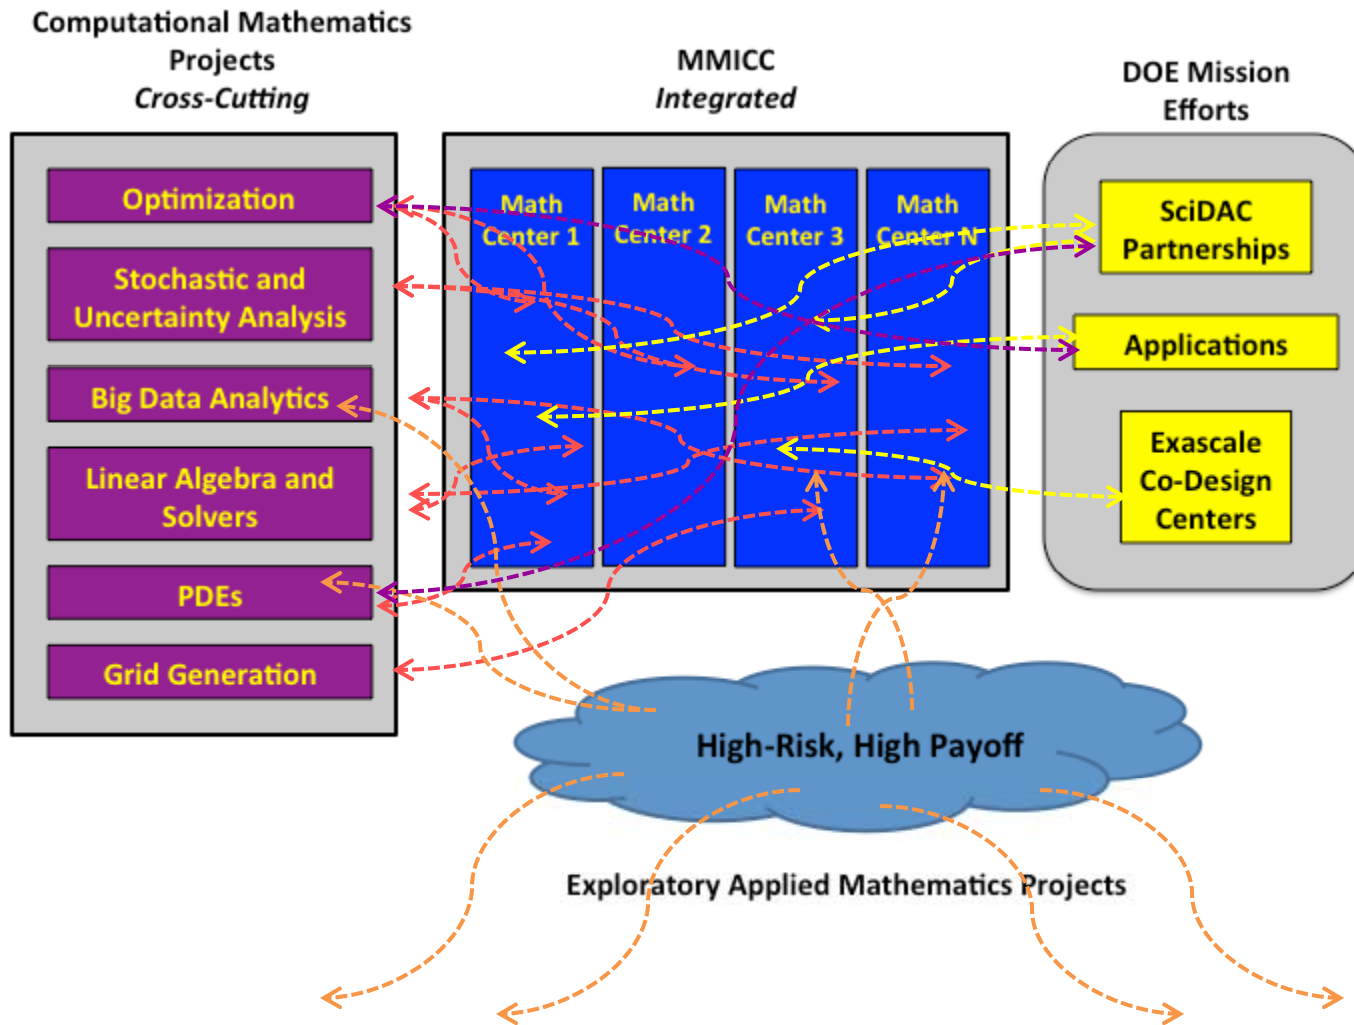 Computational Mathematics
Projects
Cross-Cutting
Optimization
Stochastic and
Uncertainty Analysis
Big Data Analytics
Linear Algebra and
Solvers
PDEs
Grid Generation
MMICC
Integrated
Math
Center 1
Math
Center 2
Math
Center 3
Math
Center N
DOE Mission
Efforts
SciDAC
Partnerships
Applications
Exascale
Co-Design
Centers
High-Risk, High Payoff
Exploratory Applied Mathematics Projects